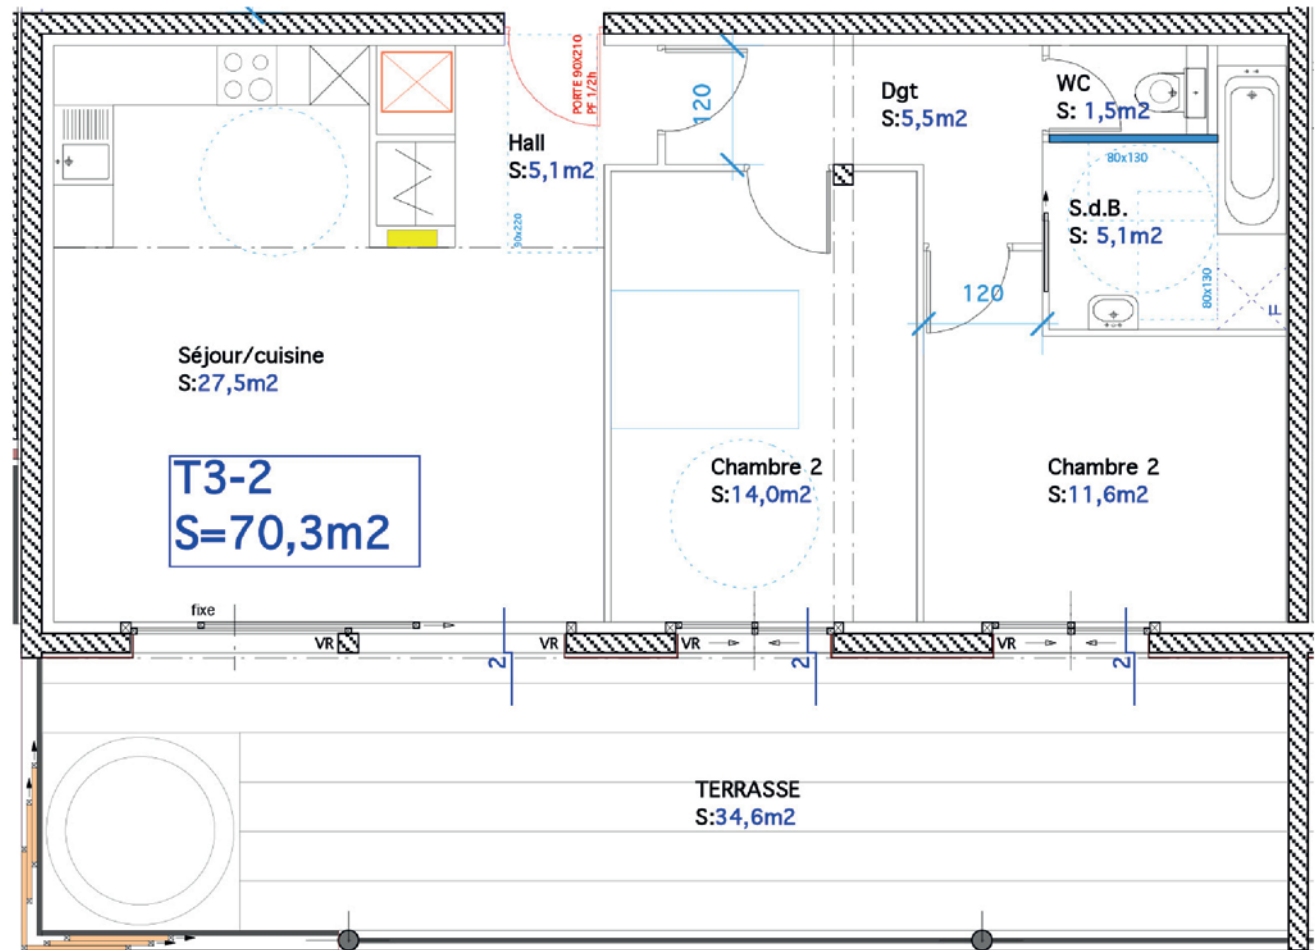 PORTE 90X210
PF 1/2h
120
Hall
S:5,1m2
90x220
Dgt
S:5,5m2
WC
S: 1,5m2
80x130
S.d.B.
S: 5,1m2
80x130
LF
120
Séjour/cuisine
S:27,5m2
T3-2
S=70,3m2
Chambre 2
S:14,0m2
Chambre 2
S:11,6m2
fixe
VR
VR
VR
VR
2
2
2
TERRASSE
S:34,6m2